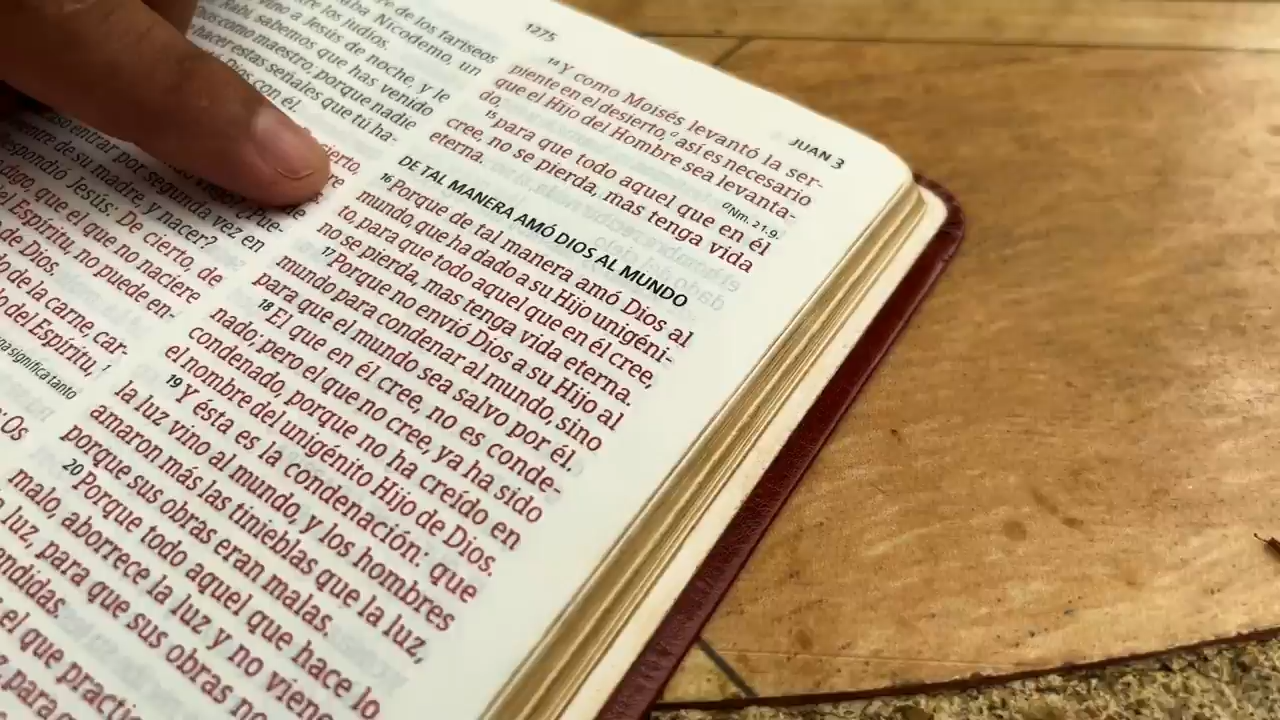 1275
JUAN 3
de los fariseos
Nicodemo, un
los judíos.
a Jesús de noche, y le
sabemos que has venido
como maestro; porque nadie
hacer estas señales que tú ha-
Dios con él.
cierto,
entrar por segunda vez en
de su madre y nacer?
Jesús: De cierto, de
que el que no naciere
Espíritu, no puede en-
de Dios.
de la carne, car-
del Espíritu,
significa tanto
Os
14 Y como Moisés levantó la ser-
piente en el desierto,a así es necesario
que el Hijo del Hombre sea levanta-
do,
a Nm. 21.9.
15 para que todo aquel que en él
cree, no se pierda, mas tenga vida
eterna.
DE TAL MANERA AMÓ DIOS AL MUNDO
16 Porque de tal manera amó Dios al
mundo, que ha dado a su Hijo unigéni-
to, para que todo aquel que en él cree,
no se pierda, mas tenga vida eterna.
17 Porque no envió Dios a su Hijo al
mundo para condenar al mundo, sino
para que el mundo sea salvo por él.
18 El que en él cree, no es conde-
nado; pero el que no cree, ya ha sido
condenado, porque no ha creído en
el nombre del unigénito Hijo de Dios.
19 Y ésta es la condenación: que
la luz vino al mundo, y los hombres
amaron más las tinieblas que la luz,
porque sus obras eran malas.
20 Porque todo aquel que hace lo
malo, aborrece la luz y no viene
luz, para que sus obras no
el que practic